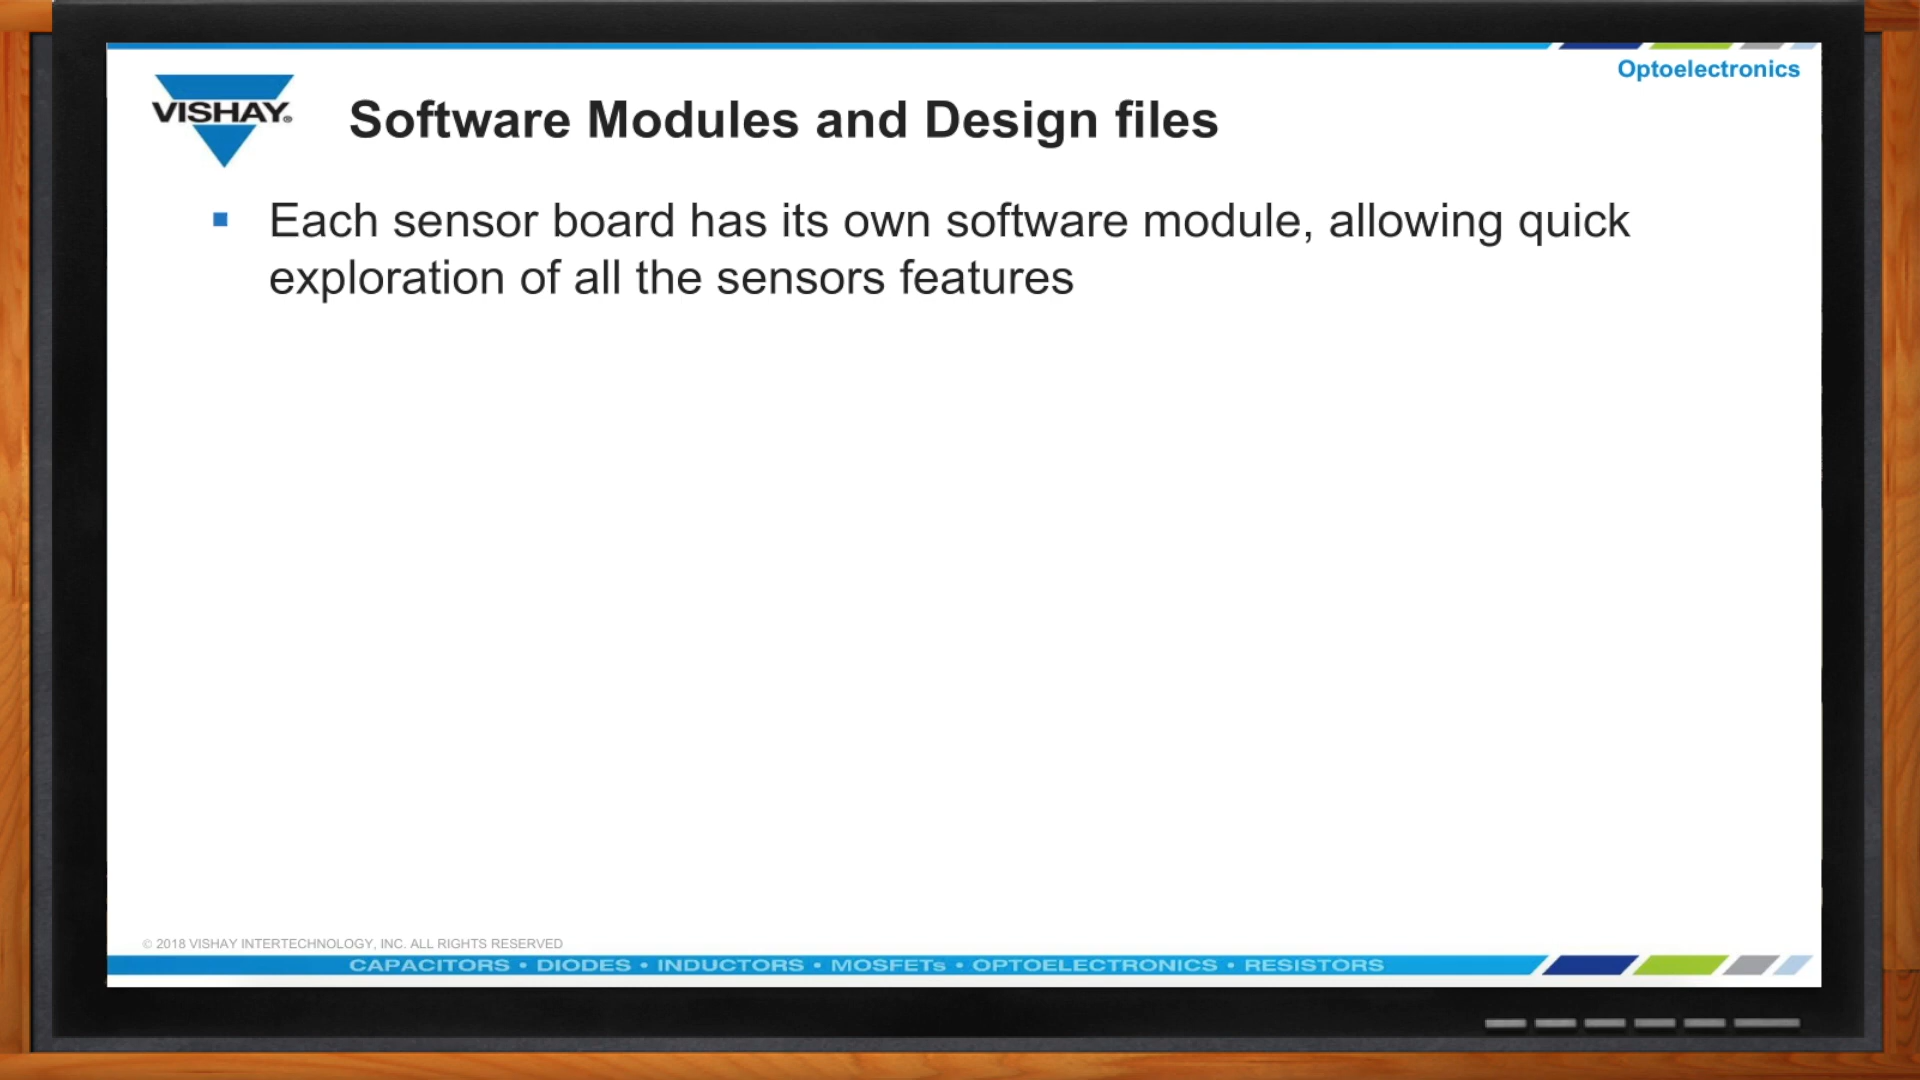 Optoelectronics
VISHAY®
Software Modules and Design files
Each sensor board has its own software module, allowing quick
exploration of all the sensors features
© 2018 VISHAY INTERTECHNOLOGY, INC. ALL RIGHTS RESERVED
CAPACITORS • DIODES • INDUCTORS • MOSFETs • OPTOELECTRONICS • RESISTORS